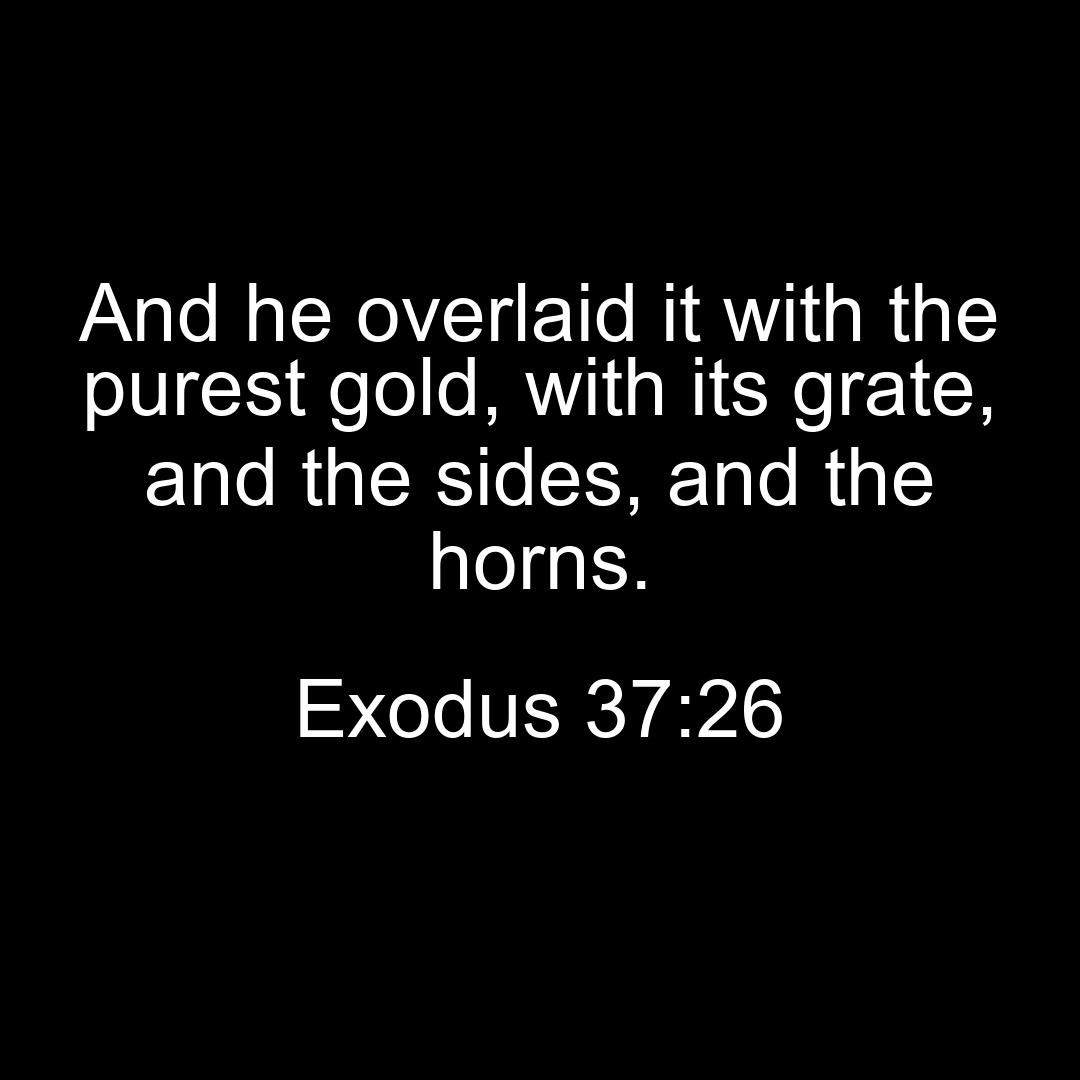 And he overlaid it with the
purest gold, with its grate,
and the sides, and the
horns.
Exodus 37:26